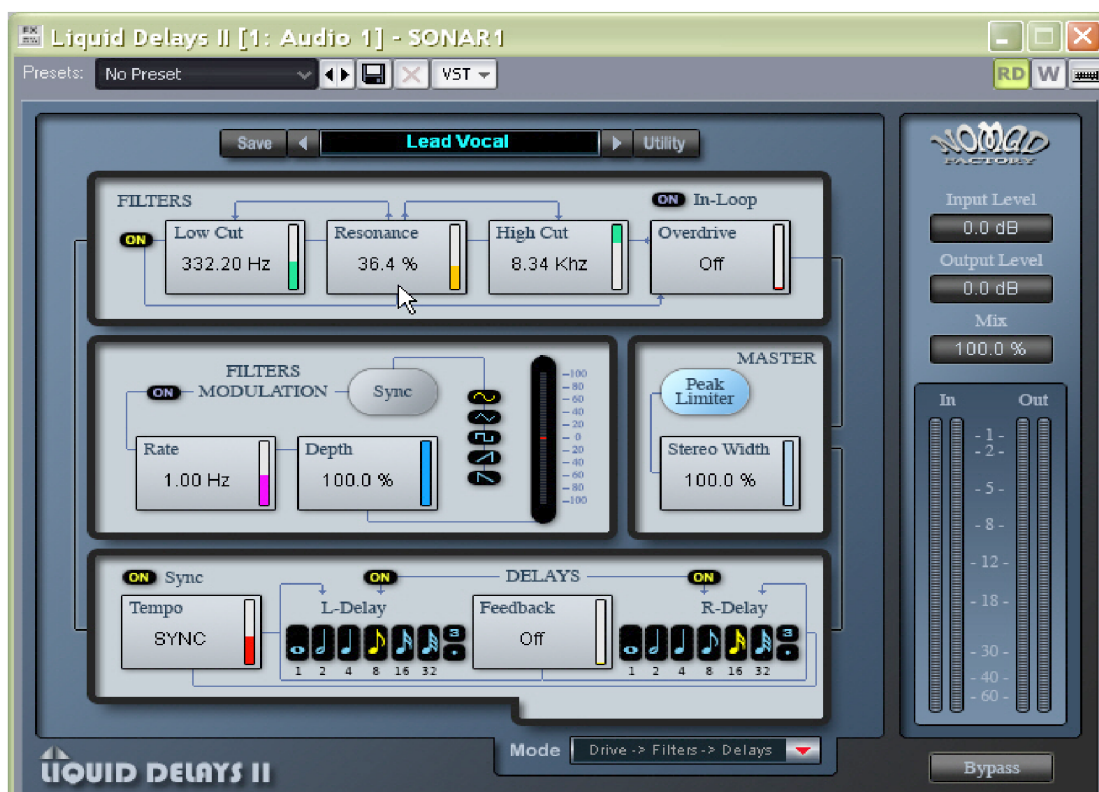 Liquid Delays II [1: Audio 1] - SONAR1
Presets: No Preset VST RD W
Save Lead Vocal Utility
NOMAD
FACTORY
FILTERS
ON In-Loop
ON
Low Cut
332.20 Hz
Resonance
36.4 %
High Cut
8.34 Khz
Overdrive
Off
Input Level
0.0 dB
Output Level
0.0 dB
Mix
100.0 %
FILTERS
ON MODULATION Sync
Rate
1.00 Hz
Depth
100.0 %
-100
- 80
- 60
- 40
- 20
- 0
- 20
- 40
- 60
- 80
-100
MASTER
Peak
Limiter
Stereo Width
100.0 %
In Out
- 1 -
- 2 -
- 5 -
- 8 -
- 12 -
- 18 -
- 30 -
- 40 -
- 60 -
ON Sync ON DELAYS ON
Tempo
SYNC
L-Delay
3
1 2 4 8 16 32
Feedback
Off
R-Delay
3
1 2 4 8 16 32
Mode Drive -> Filters -> Delays
LIQUID DELAYS II
Bypass